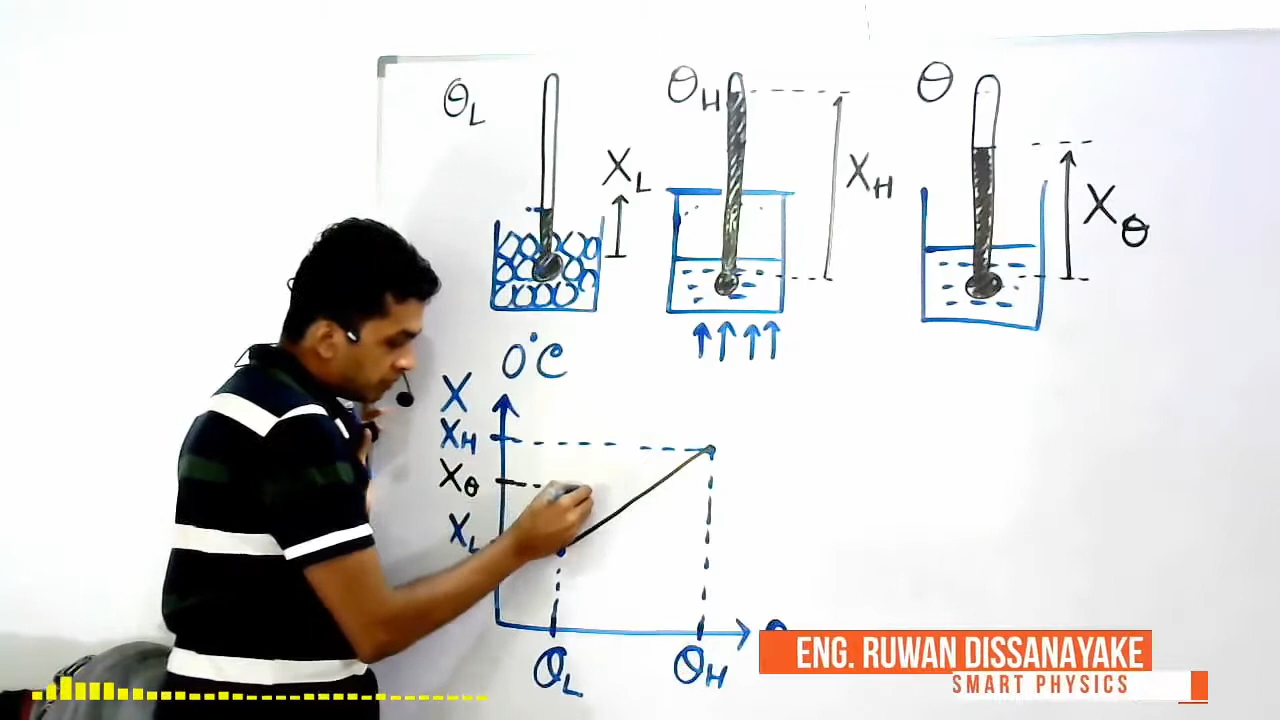 θL
XL
θH
XH
θ
Xθ
0°C
X
XH
Xθ
XL
θL
θH
ENG. RUWAN DISSANAYAKE
SMART PHYSICS